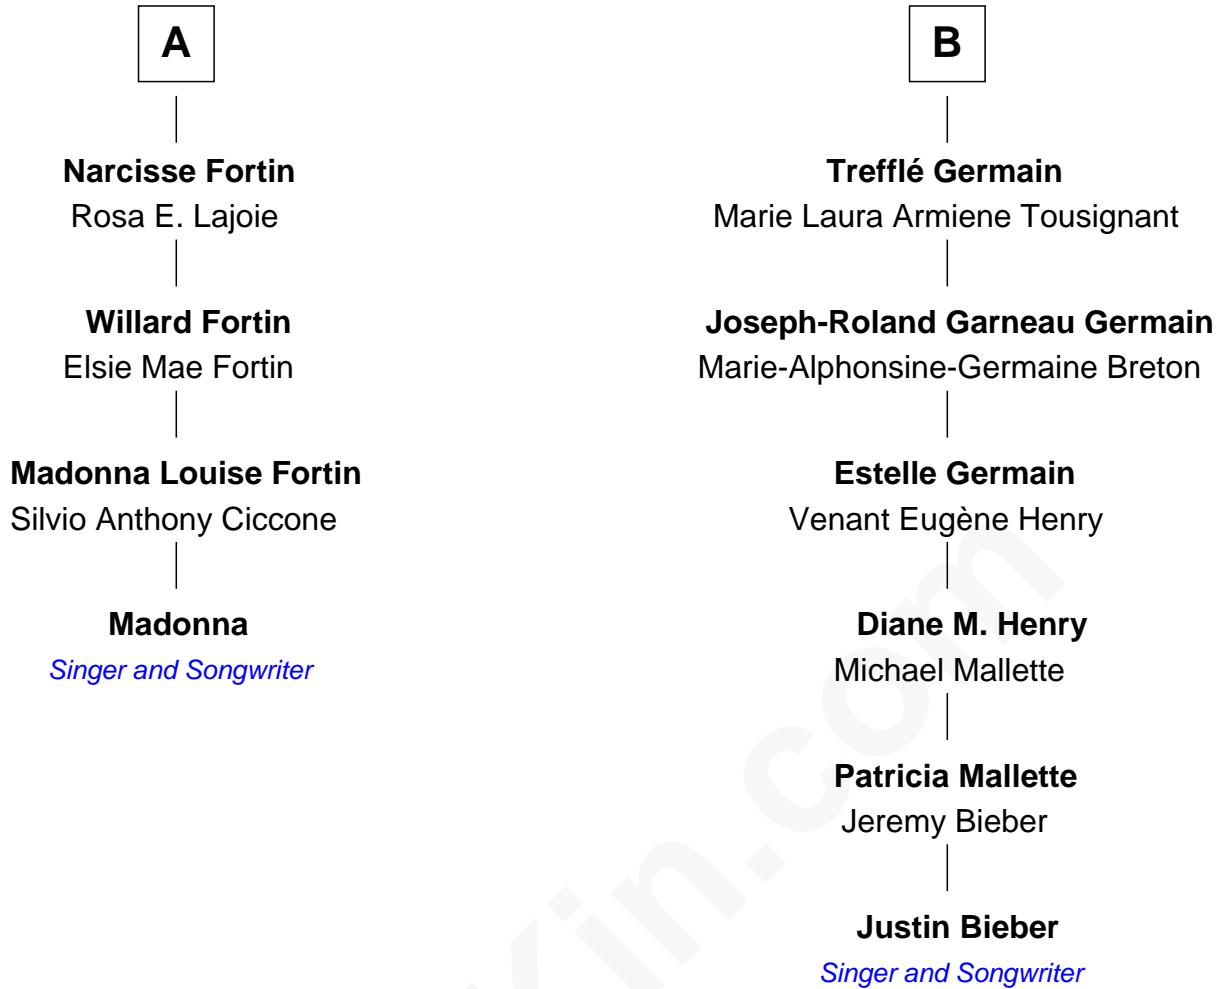 A
Narcisse Fortin
Rosa E. Lajoie
Willard Fortin
Elsie Mae Fortin
Madonna Louise Fortin
Silvio Anthony Ciccone
Madonna
Singer and Songwriter
B
Trefflé Germain
Marie Laura Armiene Tousignant
Joseph-Roland Garneau Germain
Marie-Alphonsine-Germaine Breton
Estelle Germain
Venant Eugène Henry
Diane M. Henry
Michael Mallette
Patricia Mallette
Jeremy Bieber
Justin Bieber
Singer and Songwriter
Kin.com